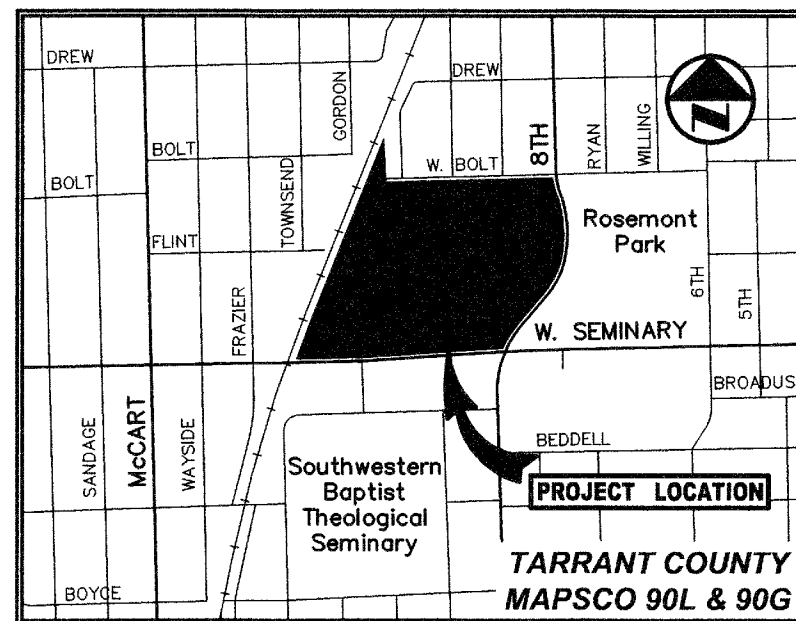 DREW
DREW
GORDON
BOLT
W. BOLT
8TH
RYAN
WILLING
BOLT
TOWNSEND
FLINT
Rosemont
Park
6TH
5TH
FRAZIER
W. SEMINARY
BROADUS
SANDAGE
McCART
WAYSIDE
BEDDELL
Southwestern
Baptist
Theological
Seminary
PROJECT LOCATION
TARRANT COUNTY
MAPSCO 90L & 90G
BOYCE
N